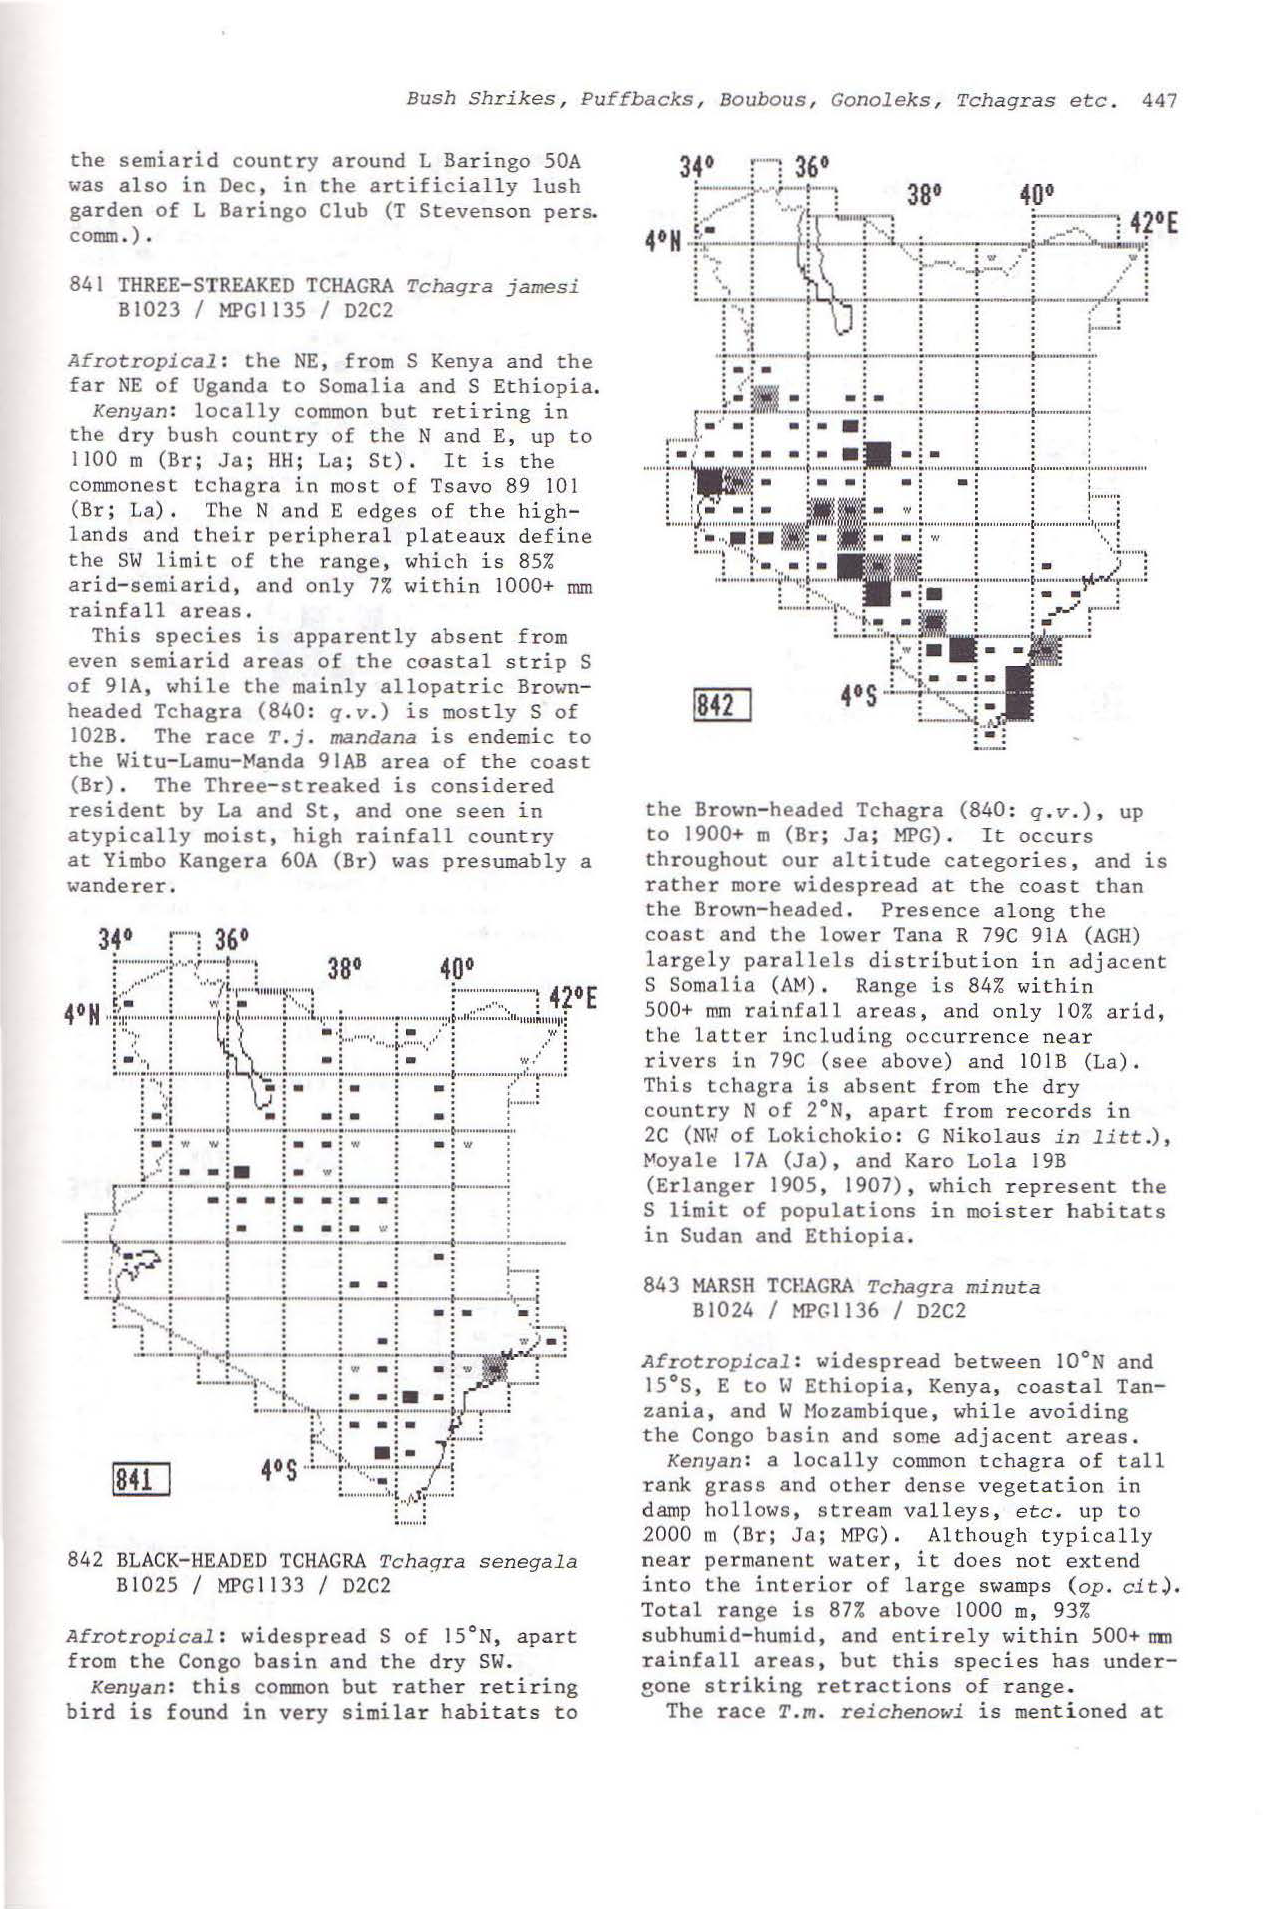 Bush Shrikes, Puffbacks, Boubous, Gonoleks, Tchagras etc. 447
the semiarid country around L Baringo 50A
was also in Dec, in the artificially lush
garden of L Baringo Club (T Stevenson pers.
comm.).
841 THREE-STREAKED TCHAGRA Tchagra jamesi
B1023 / MPG1135 / D2C2
Afrotropical: the NE, from S Kenya and the
far NE of Uganda to Somalia and S Ethiopia.
Kenyan: locally common but retiring in
the dry bush country of the N and E, up to
1100 m (Br; Ja; HH; La; St). It is the
commonest tchagra in most of Tsavo 89 101
(Br; La). The N and E edges of the high-
lands and their peripheral plateaux define
the SW limit of the range, which is 85%
arid-semiarid, and only 7% within 1000+ mm
rainfall areas.
This species is apparently absent from
even semiarid areas of the coastal strip S
of 91A, while the mainly allopatric Brown-
headed Tchagra (840: q.v.) is mostly S of
102B. The race T.j. mandana is endemic to
the Witu-Lamu-Manda 91AB area of the coast
(Br). The Three-streaked is considered
resident by La and St, and one seen in
atypically moist, high rainfall country
at Yimbo Kangera 60A (Br) was presumably a
wanderer.
34° 36°
38° 40°
42°E
4°N
4°S
841
842 BLACK-HEADED TCHAGRA Tchagra senegala
B1025 / MPG1133 / D2C2
Afrotropical: widespread S of 15°N, apart
from the Congo basin and the dry SW.
Kenyan: this common but rather retiring
bird is found in very similar habitats to
34° 36°
38° 40°
42°E
4°N
4°S
842
the Brown-headed Tchagra (840: q.v.), up
to 1900+ m (Br; Ja; MPG). It occurs
throughout our altitude categories, and is
rather more widespread at the coast than
the Brown-headed. Presence along the
coast and the lower Tana R 79C 91A (AGH)
largely parallels distribution in adjacent
S Somalia (AM). Range is 84% within
500+ mm rainfall areas, and only 10% arid,
the latter including occurrence near
rivers in 79C (see above) and 101B (La).
This tchagra is absent from the dry
country N of 2°N, apart from records in
2C (NW of Lokichokio: G Nikolaus in litt.),
Moyale 17A (Ja), and Karo Lola 19B
(Erlanger 1905, 1907), which represent the
S limit of populations in moister habitats
in Sudan and Ethiopia.
843 MARSH TCHAGRA Tchagra minuta
B1024 / MPG1136 / D2C2
Afrotropical: widespread between 10°N and
15°S, E to W Ethiopia, Kenya, coastal Tan-
zania, and W Mozambique, while avoiding
the Congo basin and some adjacent areas.
Kenyan: a locally common tchagra of tall
rank grass and other dense vegetation in
damp hollows, stream valleys, etc. up to
2000 m (Br; Ja; MPG). Although typically
near permanent water, it does not extend
into the interior of large swamps (op. cit).
Total range is 87% above 1000 m, 93%
subhumid-humid, and entirely within 500+ mm
rainfall areas, but this species has under-
gone striking retractions of range.
The race T.m. reichenowi is mentioned at